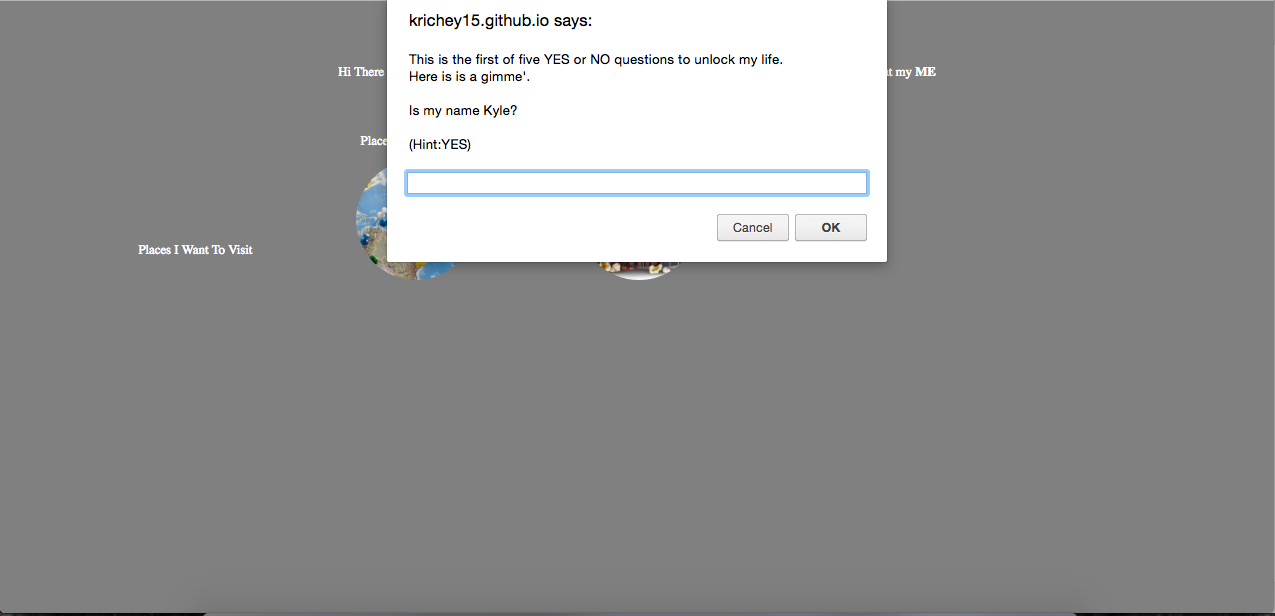 krichey15.github.io says:
This is the first of five YES or NO questions to unlock my life.
Here is is a gimme'.
Is my name Kyle?
(Hint:YES)
Cancel OK
Hi There my ME
Places I Want To Visit